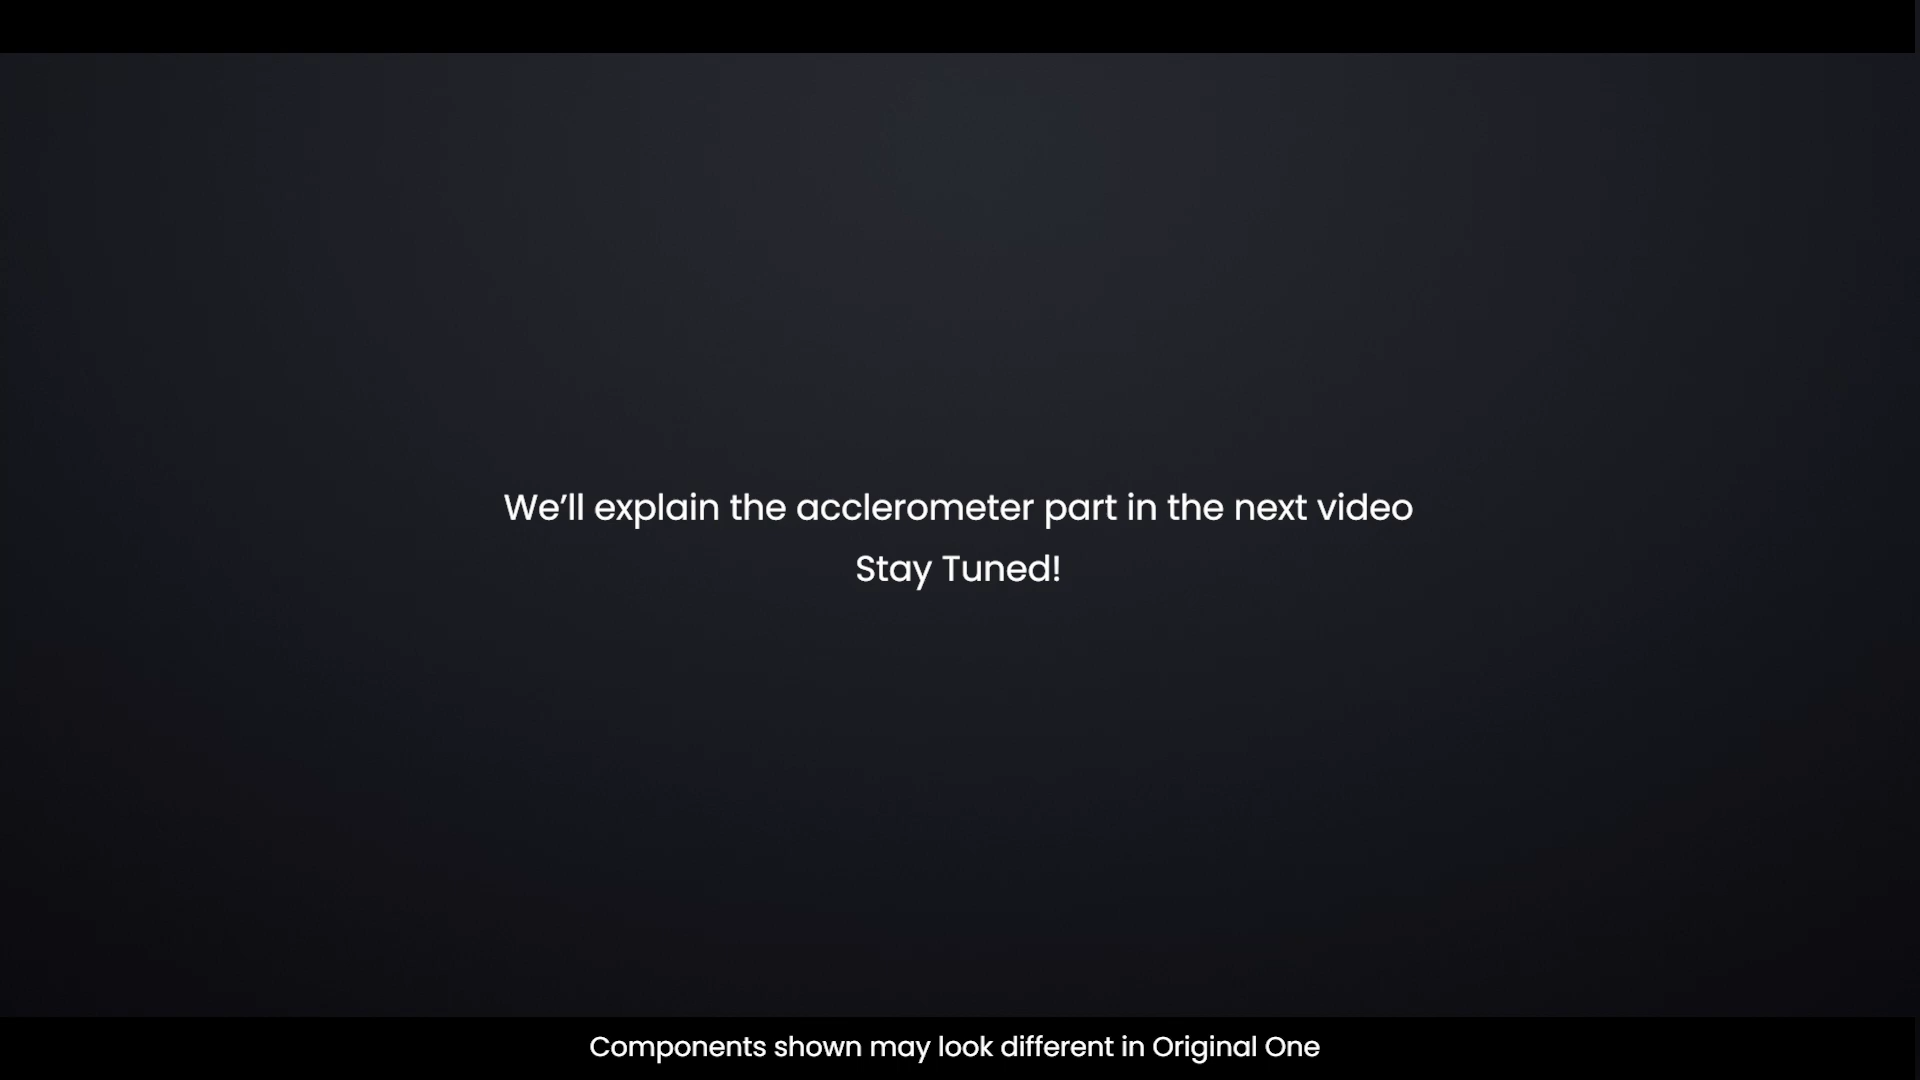 We’ll explain the acclerometer part in the next video
Stay Tuned!
Components shown may look different in Original One